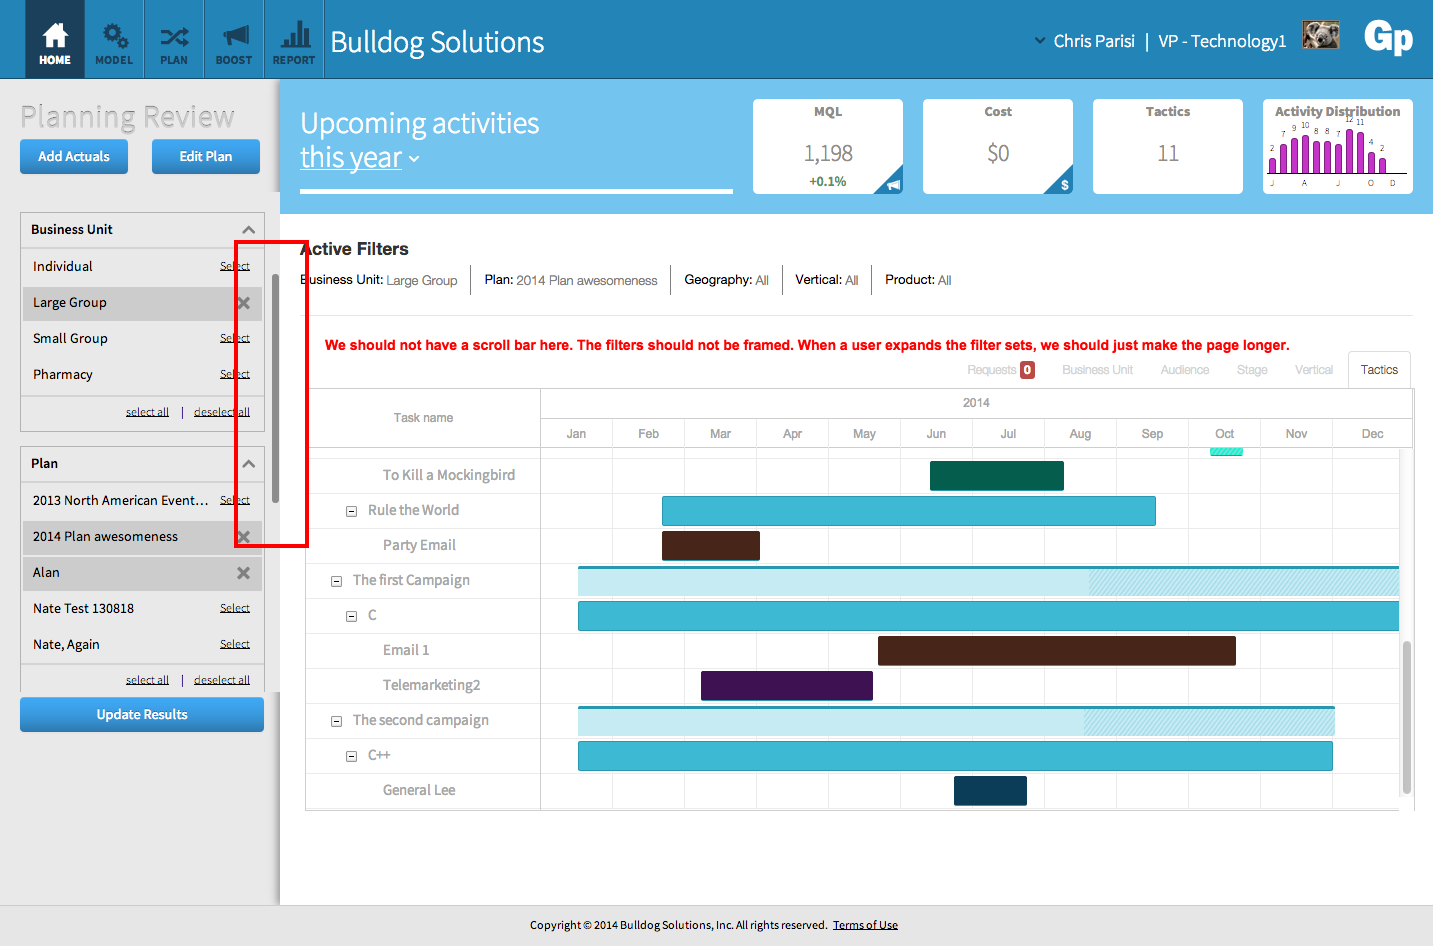 HOME
MODEL
PLAN
BOOST
REPORT
Bulldog Solutions
Chris Parisi | VP - Technology1
Gp
Planning Review
Add Actuals
Edit Plan
Upcoming activities
this year
MQL
1,198
+0.1%
Cost
$0
$
Tactics
11
Activity Distribution
2 7 9 10 8 8 7 12 11 4 2
J A J O D
Business Unit
Individual Select
Large Group
Small Group Select
Pharmacy Select
select all | deselect all
Plan
2013 North American Event... Select
2014 Plan awesomeness
Alan
Nate Test 130818 Select
Nate, Again Select
select all | deselect all
Update Results
Active Filters
Business Unit: Large Group
Plan: 2014 Plan awesomeness
Geography: All
Vertical: All
Product: All
We should not have a scroll bar here. The filters should not be framed. When a user expands the filter sets, we should just make the page longer.
Requests 0
Business Unit
Audience
Stage
Vertical
Tactics
Task name
2014
Jan Feb Mar Apr May Jun Jul Aug Sep Oct Nov Dec
To Kill a Mockingbird
Rule the World
Party Email
The first Campaign
C
Email 1
Telemarketing2
The second campaign
C++
General Lee
Copyright © 2014 Bulldog Solutions, Inc. All rights reserved. Terms of Use